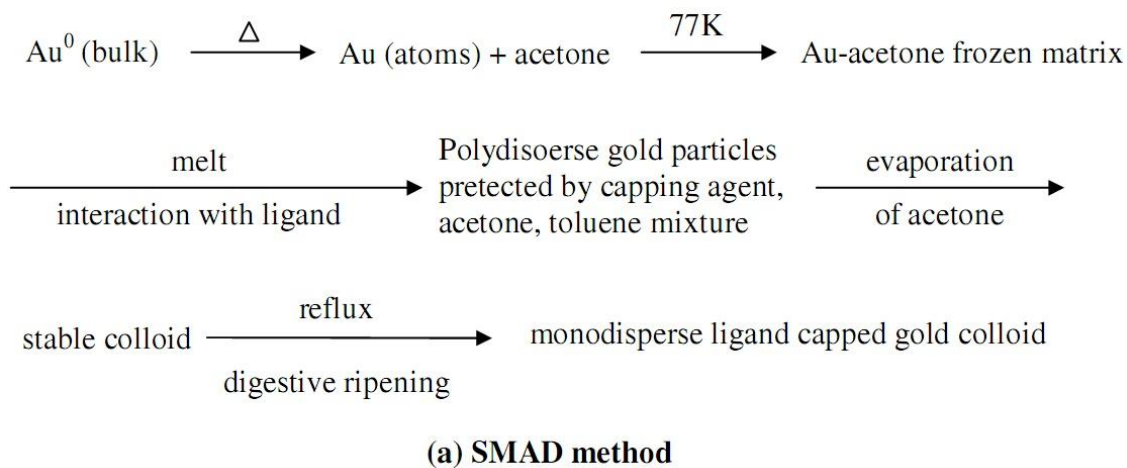 Δ 77K
Au⁰ (bulk) Au (atoms) + acetone Au-acetone frozen matrix
melt
interaction with ligand
Polydisoerse gold particles
pretected by capping agent,
acetone, toluene mixture
evaporation
of acetone
stable colloid
reflux
digestive ripening
monodisperse ligand capped gold colloid
(a) SMAD method